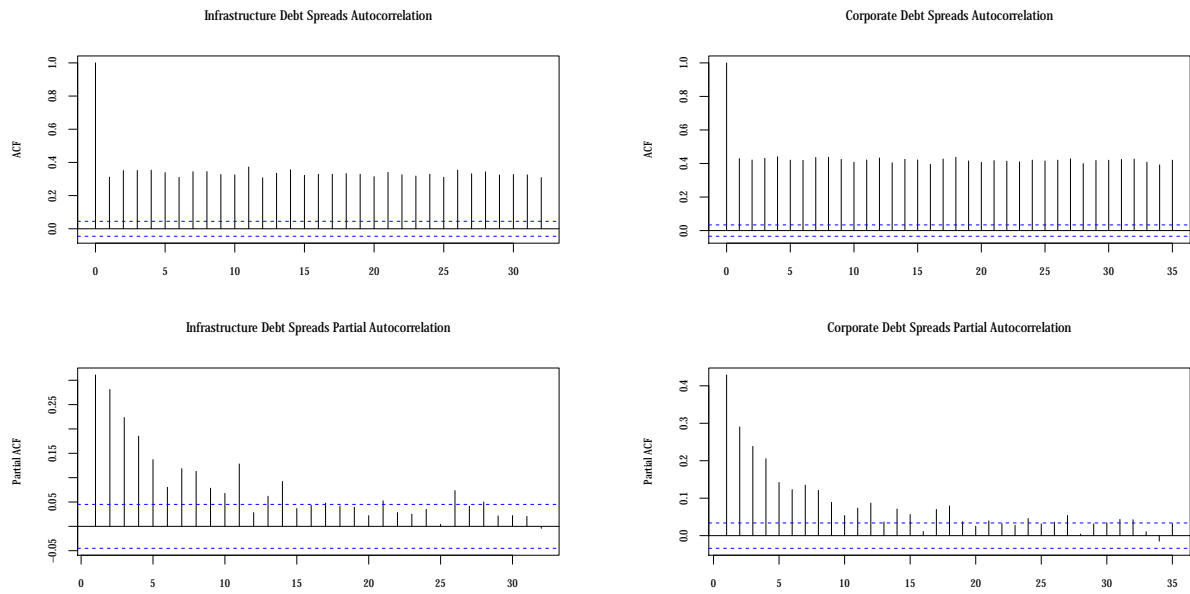 Infrastructure Debt Spreads Autocorrelation
ACF
1.0
0.8
0.6
0.4
0.2
0.0
0 5 10 15 20 25 30
Corporate Debt Spreads Autocorrelation
ACF
1.0
0.8
0.6
0.4
0.2
0.0
0 5 10 15 20 25 30 35
Infrastructure Debt Spreads Partial Autocorrelation
Partial ACF
0.25
0.15
0.05
−0.05
0 5 10 15 20 25 30
Corporate Debt Spreads Partial Autocorrelation
Partial ACF
0.4
0.3
0.2
0.1
0.0
0 5 10 15 20 25 30 35